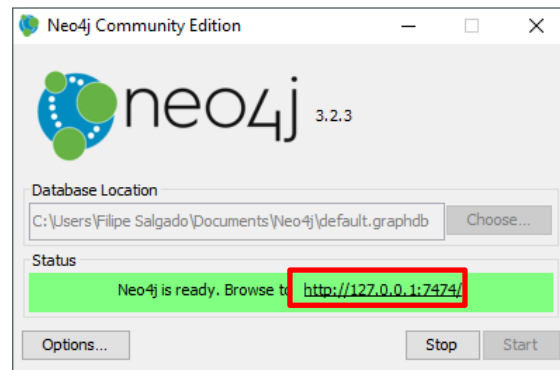 Neo4j Community Edition
neo4j 3.2.3
Database Location
C:\Users\Filipe Salgado\Documents\Neo4j\default.graphdb Choose...
Status
Neo4j is ready. Browse to http://127.0.0.1:7474/
Options... Stop Start